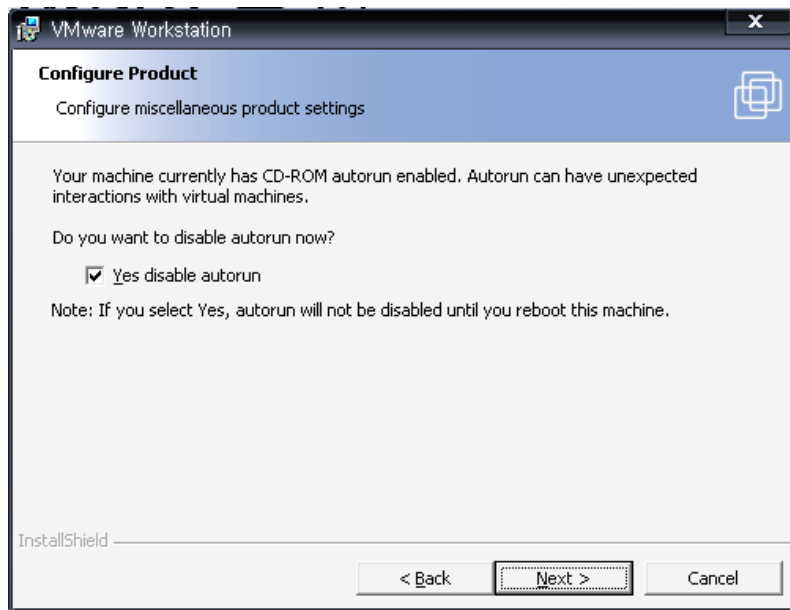 VMware Workstation
Configure Product
Configure miscellaneous product settings
Your machine currently has CD-ROM autorun enabled. Autorun can have unexpected
interactions with virtual machines.
Do you want to disable autorun now?
Yes disable autorun
Note: If you select Yes, autorun will not be disabled until you reboot this machine.
InstallShield
< Back
Next >
Cancel